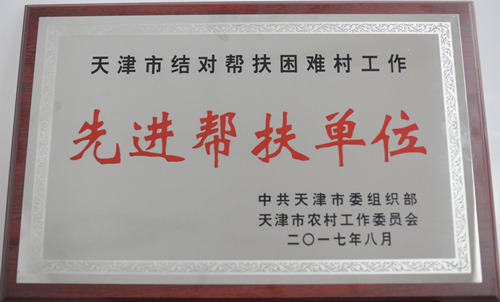 天津市结对帮扶困难村工作
先进帮扶单位
中共天津市委组织部
天津市农村工作委员会
二〇一七年八月